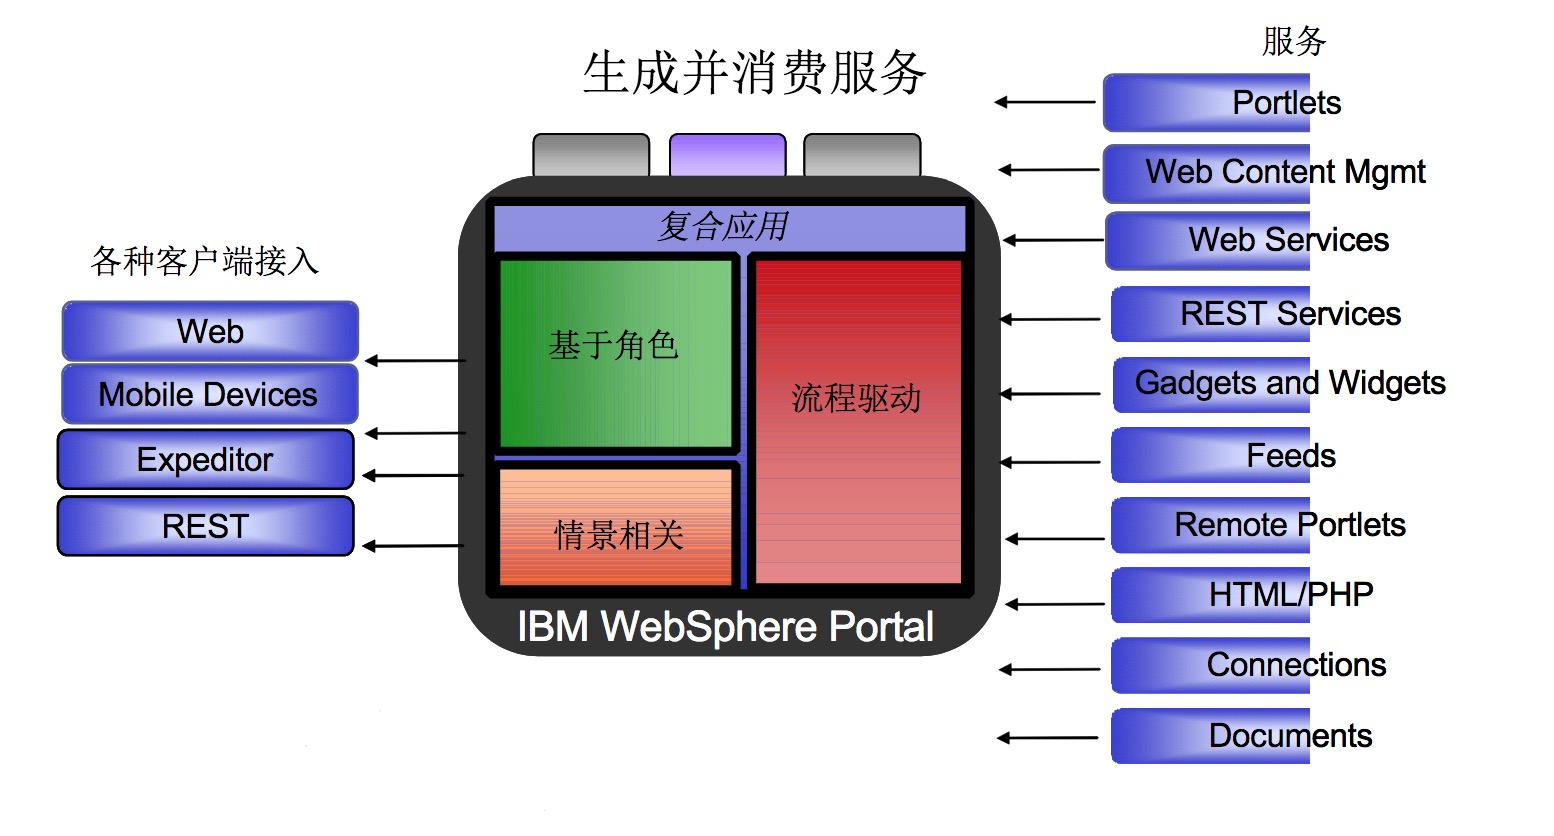 生成并消费服务
各种客户端接入
Web
Mobile Devices
Expeditor
REST
复合应用
基于角色
流程驱动
情景相关
IBM WebSphere Portal
服务
Portlets
Web Content Mgmt
Web Services
REST Services
Gadgets and Widgets
Feeds
Remote Portlets
HTML/PHP
Connections
Documents